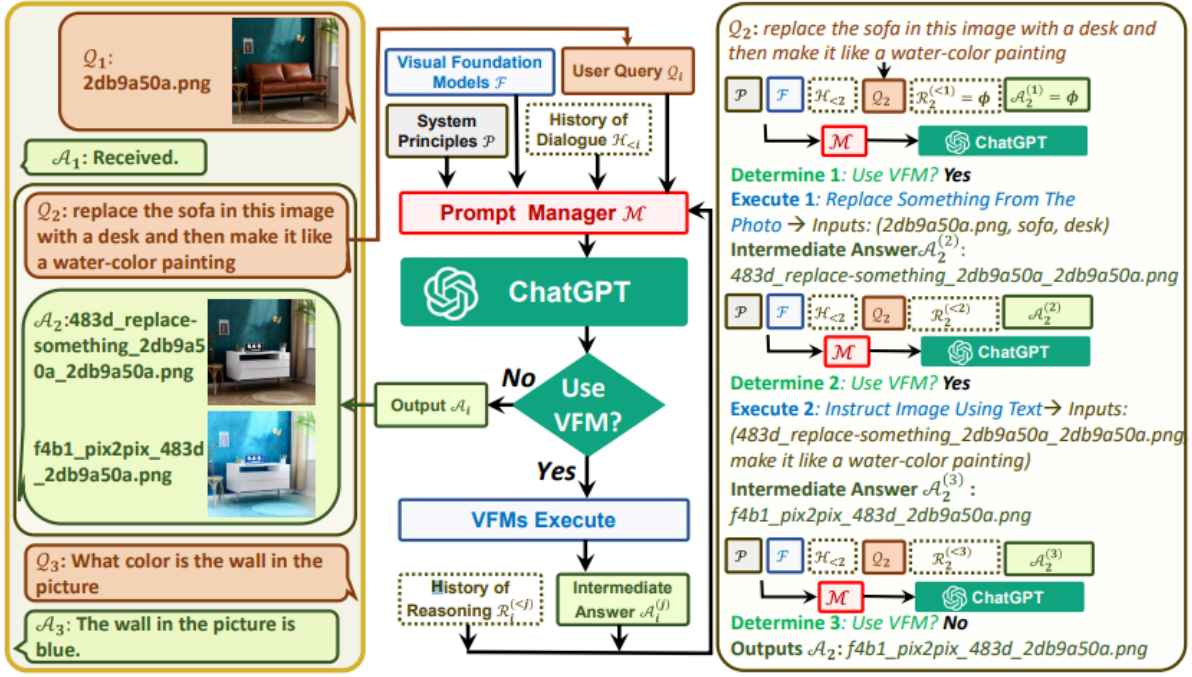 Q₁:
2db9a50a.png
A₁: Received.
Q₂: replace the sofa in this image
with a desk and then make it like
a water-color painting
A₂:483d_replace-
something_2db9a5
0a_2db9a50a.png
f4b1_pix2pix_483d
_2db9a50a.png
Q₃: What color is the wall in the
picture
A₃: The wall in the picture is
blue.
Visual Foundation
Models F
User Query Qᵢ
System
Principles P
History of
Dialogue H<ᵢ
Prompt Manager M
ChatGPT
Use
VFM?
No
Output Aᵢ
Yes
VFMs Execute
History of
Reasoning Rᵢ^(<j)
Intermediate
Answer Aᵢ^(j)
Q₂: replace the sofa in this image with a desk and
then make it like a water-color painting
P F H<₂ Q₂ R₂^(<1) = ϕ A₂^(1) = ϕ
M ChatGPT
Determine 1: Use VFM? Yes
Execute 1: Replace Something From The
Photo → Inputs: (2db9a50a.png, sofa, desk)
Intermediate Answer A₂^(2):
483d_replace-something_2db9a50a_2db9a50a.png
P F H<₂ Q₂ R₂^(<2) A₂^(2)
M ChatGPT
Determine 2: Use VFM? Yes
Execute 2: Instruct Image Using Text→ Inputs:
(483d_replace-something_2db9a50a_2db9a50a.png,
make it like a water-color painting)
Intermediate Answer A₂^(3) :
f4b1_pix2pix_483d_2db9a50a.png
P F H<₂ Q₂ R₂^(<3) A₂^(3)
M ChatGPT
Determine 3: Use VFM? No
Outputs A₂: f4b1_pix2pix_483d_2db9a50a.png